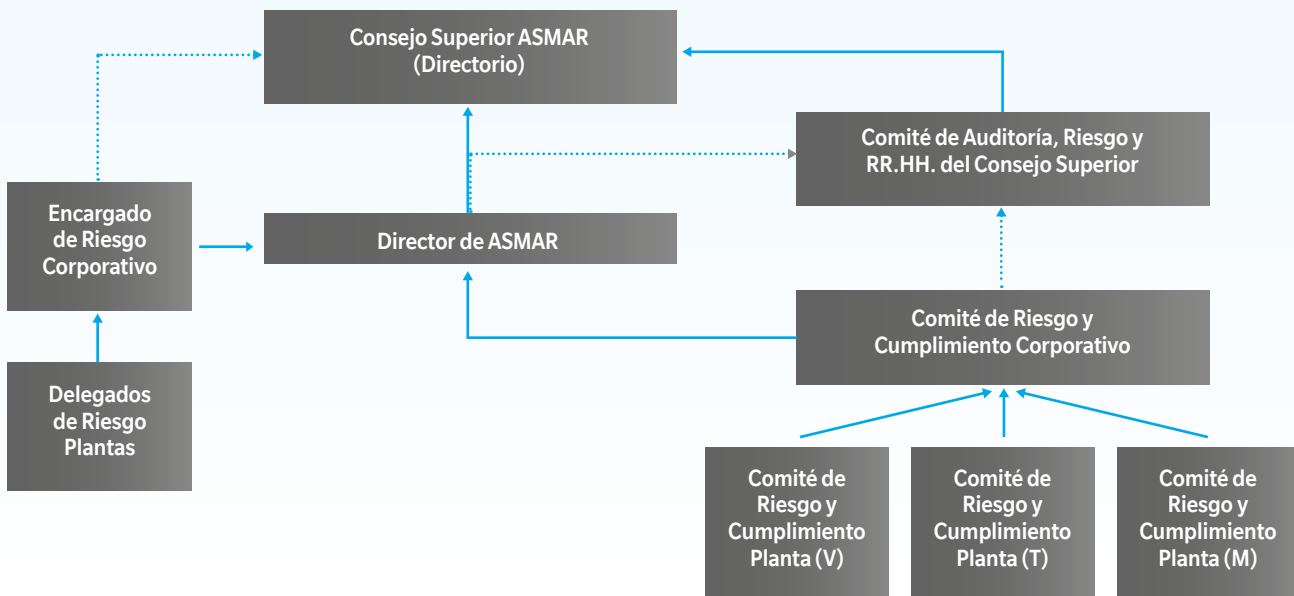 Consejo Superior ASMAR
(Directorio)
Comité de Auditoría, Riesgo y
RR.HH. del Consejo Superior
Encargado
de Riesgo
Corporativo
Director de ASMAR
Comité de Riesgo y
Cumplimiento Corporativo
Delegados
de Riesgo
Plantas
Comité de
Riesgo y
Cumplimiento
Planta (V)
Comité de
Riesgo y
Cumplimiento
Planta (T)
Comité de
Riesgo y
Cumplimiento
Planta (M)